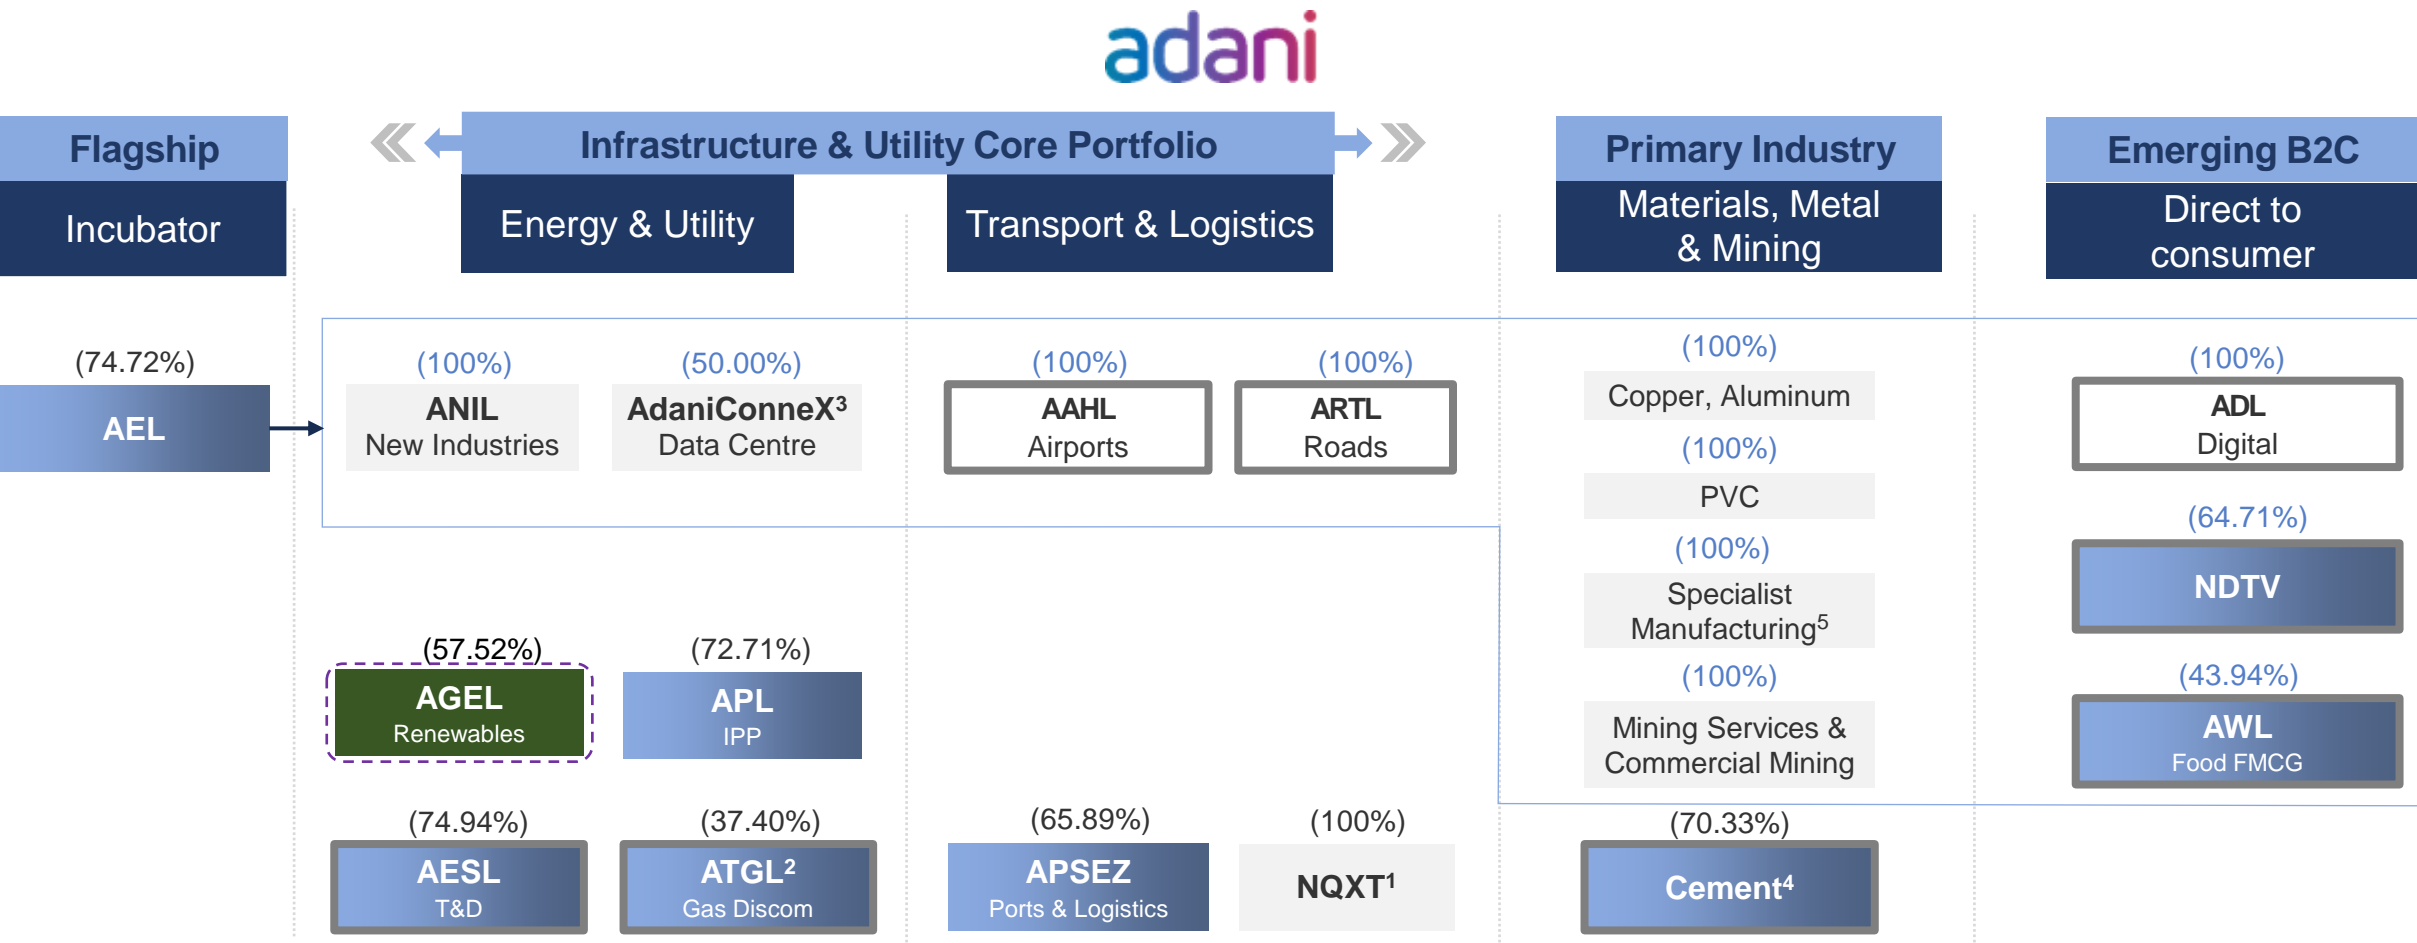 adani
Flagship
Infrastructure & Utility Core Portfolio
Primary Industry
Emerging B2C
Incubator
Energy & Utility
Transport & Logistics
Materials, Metal
& Mining
Direct to
consumer
(74.72%)
AEL
(100%)
ANIL
New Industries
(50.00%)
AdaniConneX³
Data Centre
(100%)
AAHL
Airports
(100%)
ARTL
Roads
(100%)
Copper, Aluminum
(100%)
PVC
(100%)
Specialist
Manufacturing⁵
(100%)
Mining Services &
Commercial Mining
(100%)
ADL
Digital
(64.71%)
NDTV
(43.94%)
AWL
Food FMCG
(57.52%)
AGEL
Renewables
(72.71%)
APL
IPP
(74.94%)
AESL
T&D
(37.40%)
ATGL²
Gas Discom
(65.89%)
APSEZ
Ports & Logistics
(100%)
NQXT¹
(70.33%)
Cement⁴